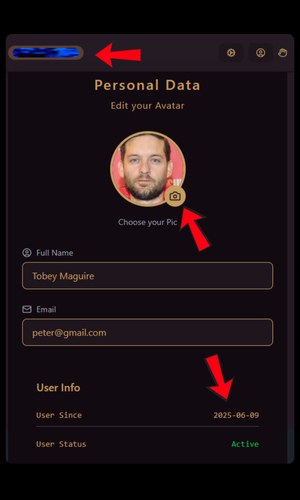 Personal Data
Edit your Avatar
Choose your Pic
Full Name
Tobey Maguire
Email
peter@gmail.com
User Info
User Since 2025-06-09
User Status Active